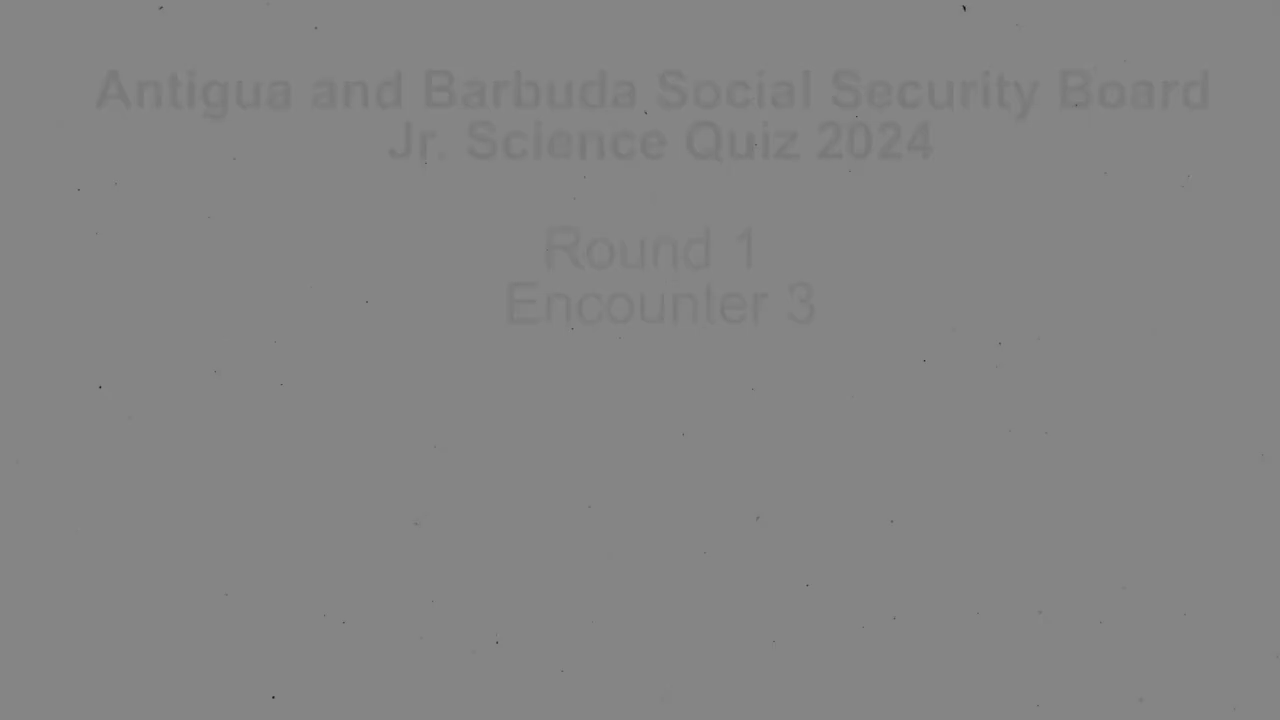 Antigua and Barbuda Social Security Board
Jr. Science Quiz 2024
Round 1
Encounter 3